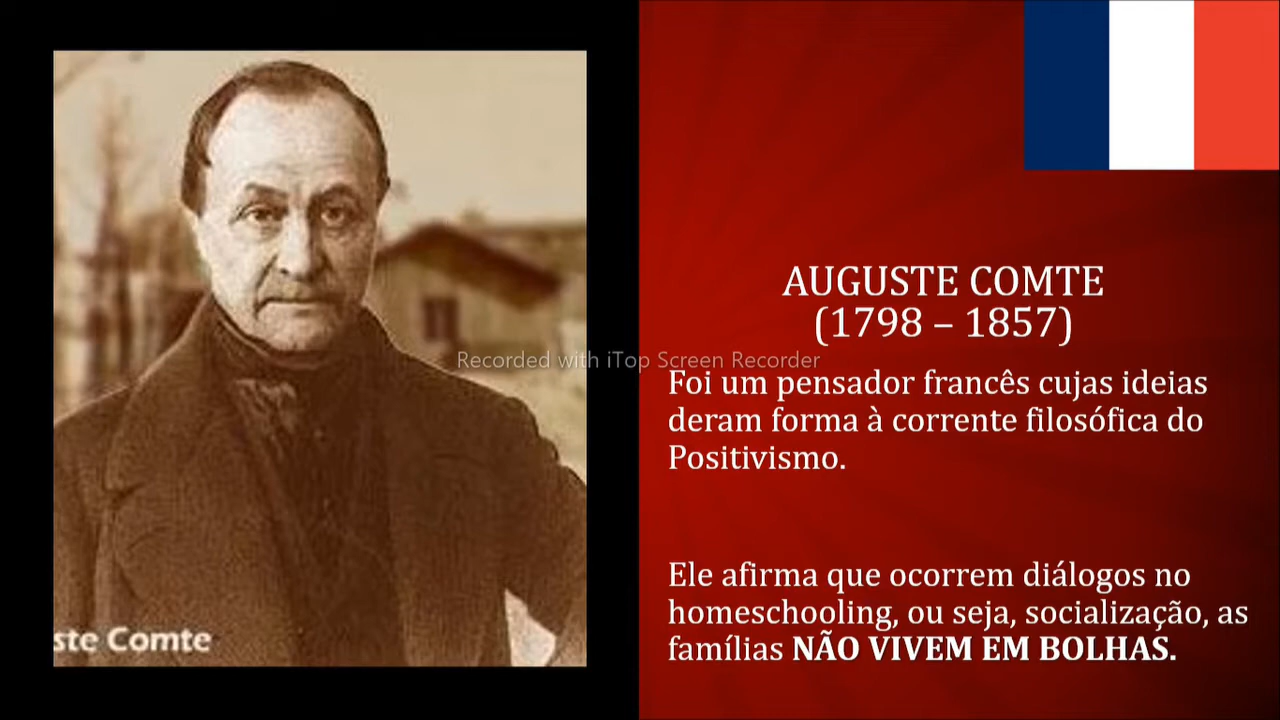 AUGUSTE COMTE
(1798 – 1857)
Recorded with iTop Screen Recorder
Foi um pensador francês cujas ideias
deram forma à corrente filosófica do
Positivismo.
Ele afirma que ocorrem diálogos no
homeschooling, ou seja, socialização, as
famílias NÃO VIVEM EM BOLHAS.
ste Comte